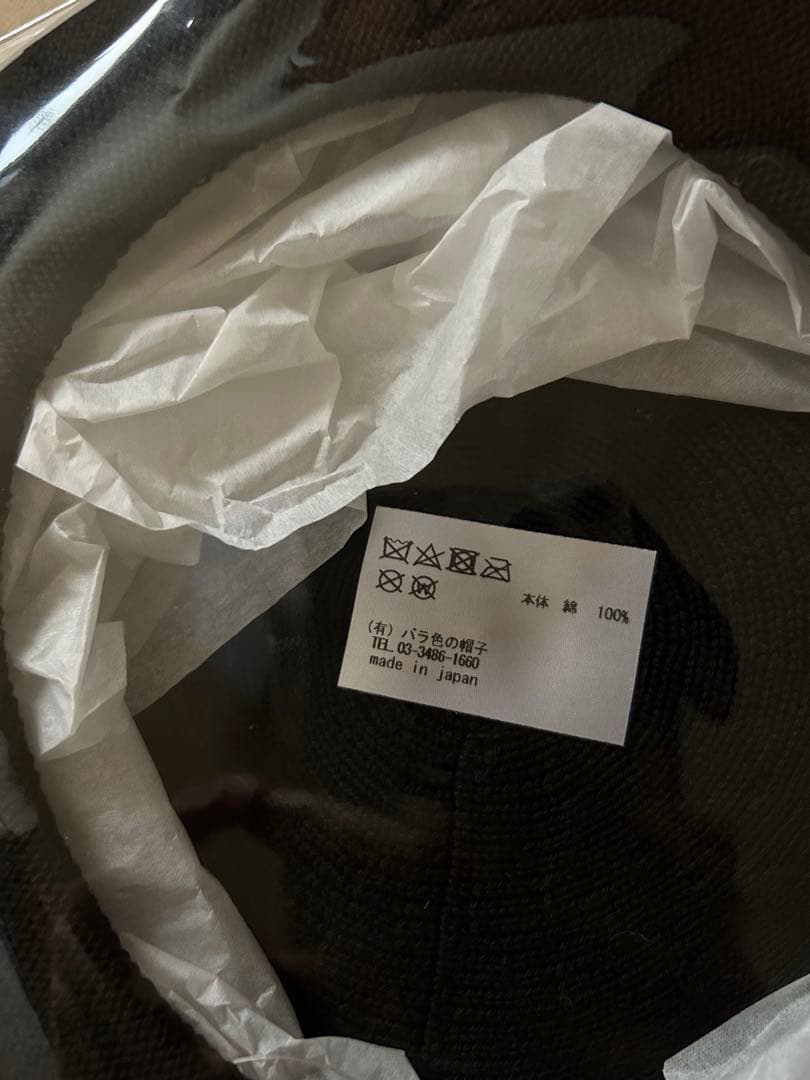 本体 綿 100%
(有) バラ色の帽子
TEL 03-3486-1660
made in japan